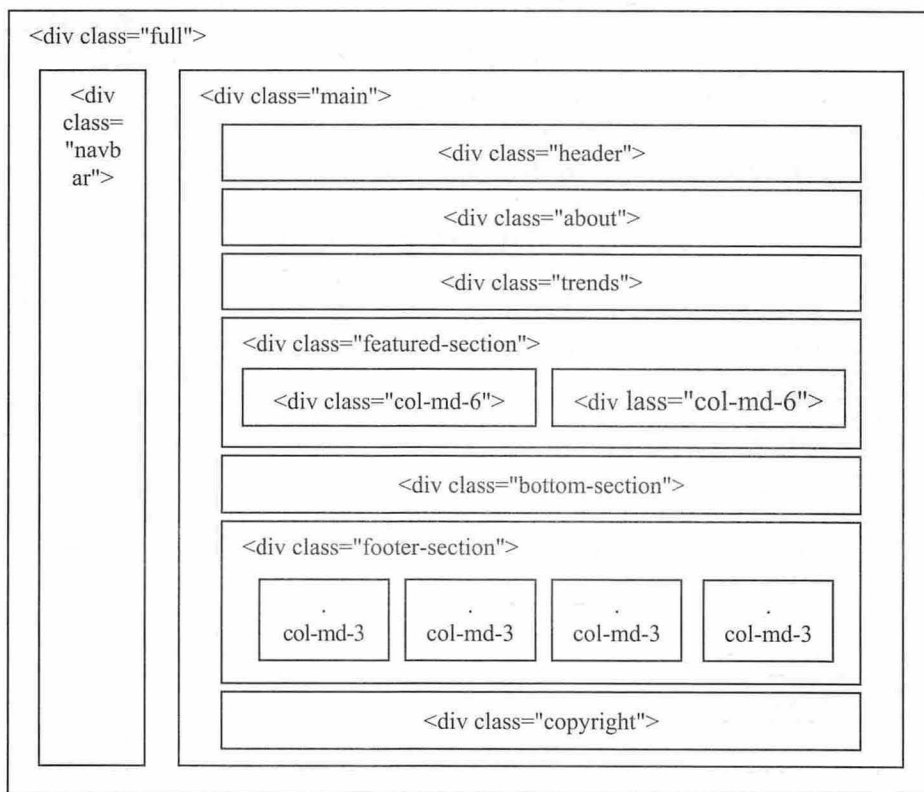 <div class="full">
<div
class=
"navb
ar">
<div class="main">
<div class="header">
<div class="about">
<div class="trends">
<div class="featured-section">
<div class="col-md-6">
<div lass="col-md-6">
<div class="bottom-section">
<div class="footer-section">
. . . .
col-md-3 col-md-3 col-md-3 col-md-3
<div class="copyright">